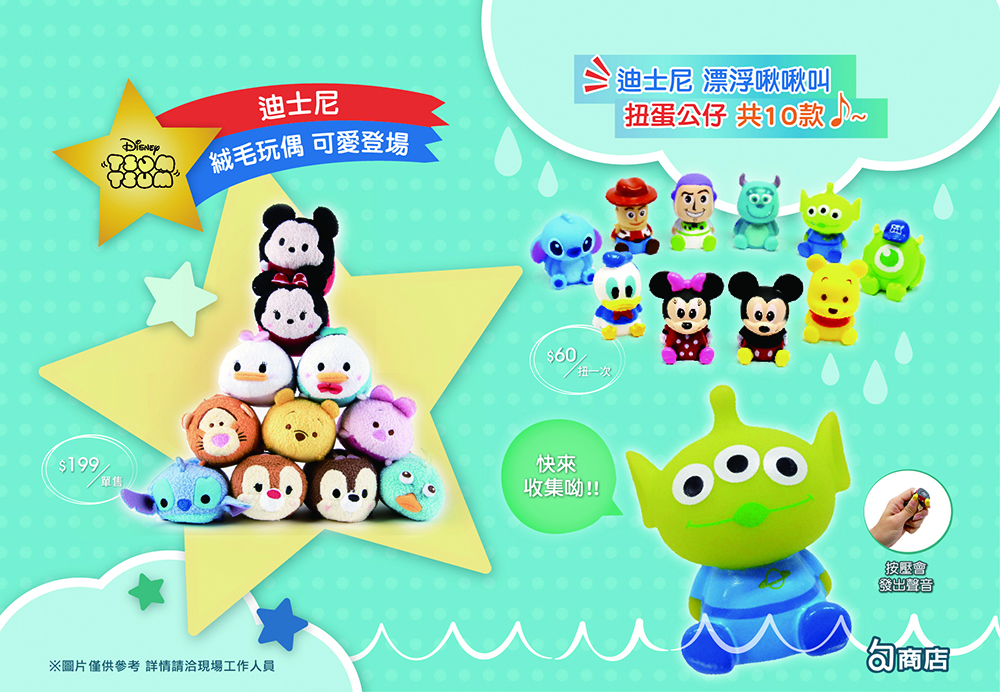 迪士尼
絨毛玩偶 可愛登場
Disney
TSUM
TSUM
$199
單售
※圖片僅供參考 詳情請洽現場工作人員
迪士尼 漂浮啾啾叫
扭蛋公仔 共10款
$60
扭一次
快來
收集呦!!
按壓會
發出聲音
句商店